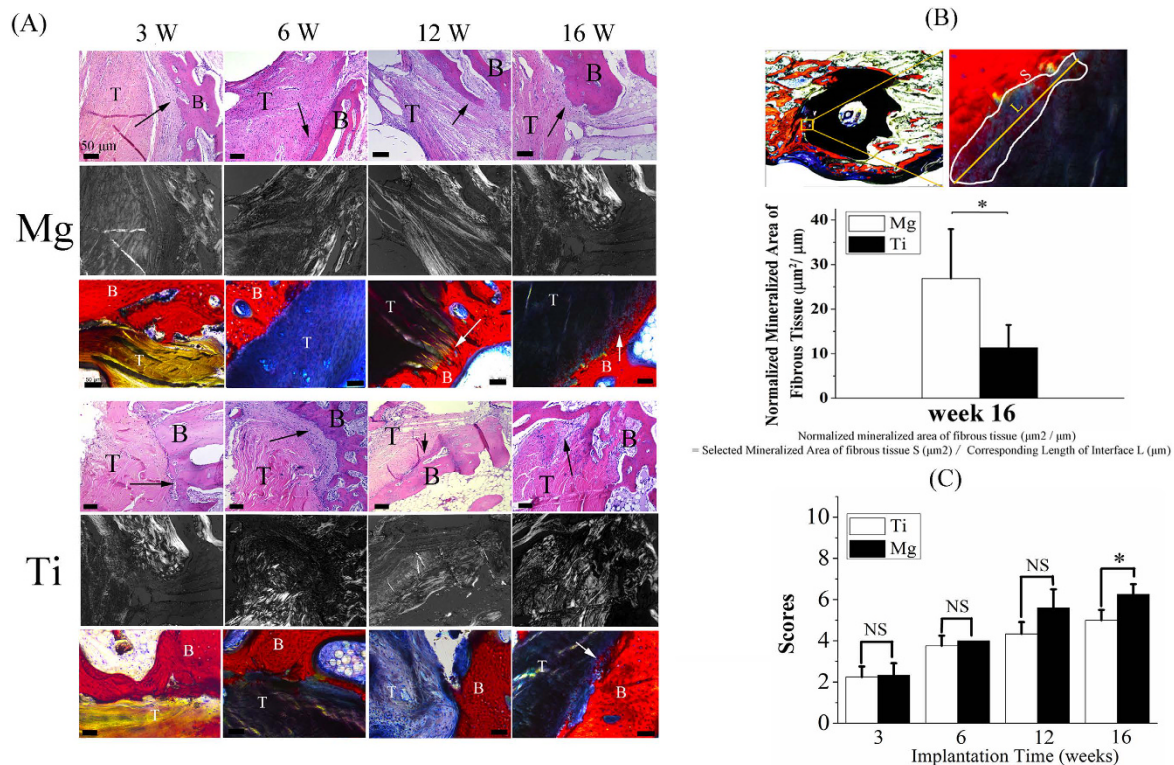 (A)
3 W 6 W 12 W 16 W
T B T B T B T B
50 μm
Mg
B T B T T B T B
50 μm
T B T B T B T B
Ti
B T B T T B T B
(B)
S
L
*
Mg
Ti
Normalized Mineralized Area of
Fibrous Tissue (μm²/ μm)
40
30
20
10
0
week 16
Normalized mineralized area of fibrous tissue (μm2 / μm)
= Selected Mineralized Area of fibrous tissue S (μm2) / Corresponding Length of Interface L (μm)
(C)
Ti
Mg
Scores
10
8
6
4
2
0
NS NS NS *
3 6 12 16
Implantation Time (weeks)